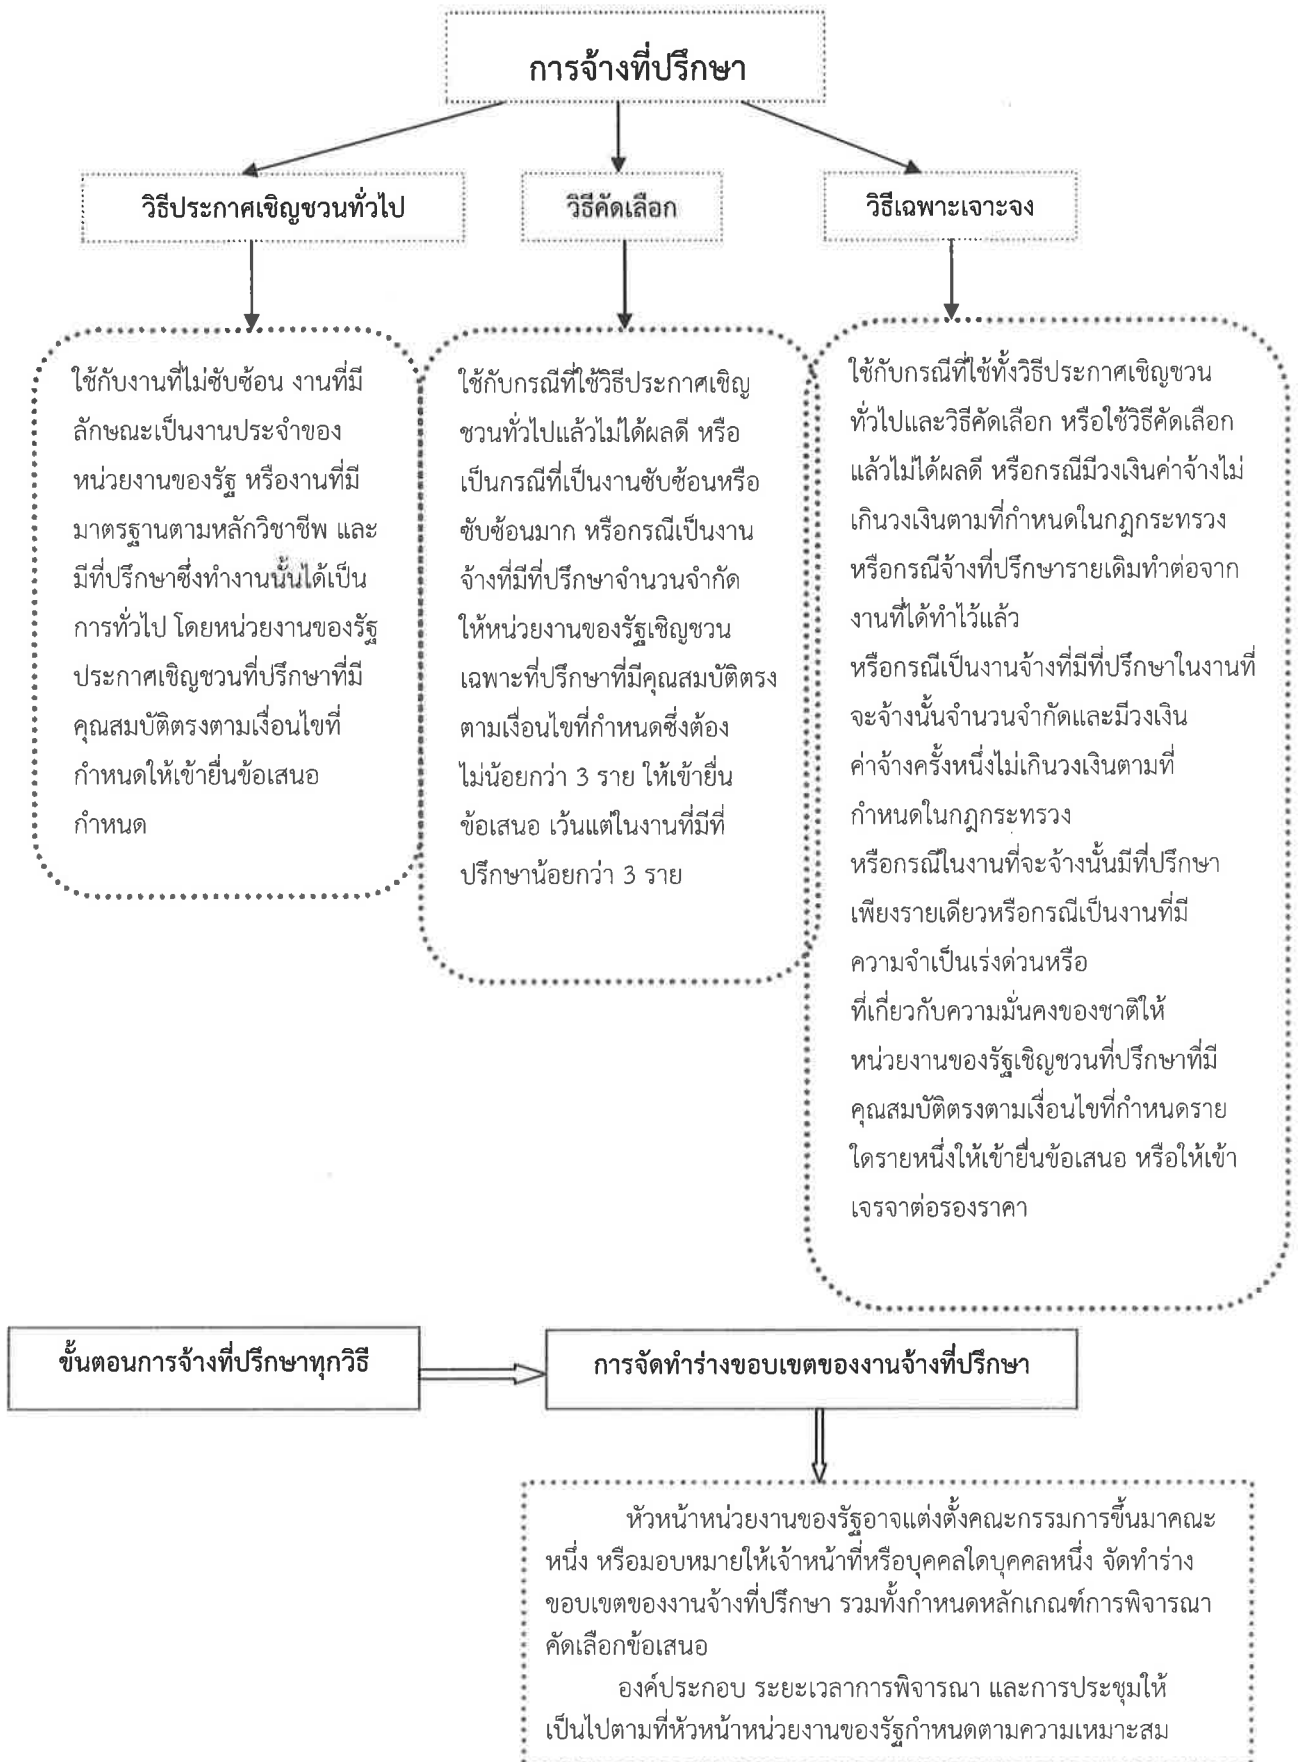 การจ้างที่ปรึกษา
วิธีประกาศเชิญชวนทั่วไป
วิธีคัดเลือก
วิธีเฉพาะเจาะจง
ใช้กับงานที่ไม่ซับซ้อน งานที่มี
ลักษณะเป็นงานประจำของ
หน่วยงานของรัฐ หรืองานที่มี
มาตรฐานตามหลักวิชาชีพ และ
มีที่ปรึกษาซึ่งทำงานนั้นได้เป็น
การทั่วไป โดยหน่วยงานของรัฐ
ประกาศเชิญชวนที่ปรึกษาที่มี
คุณสมบัติตรงตามเงื่อนไขที่
กำหนดให้เข้ายื่นข้อเสนอ
กำหนด
ใช้กับกรณีที่ใช้วิธีประกาศเชิญ
ชวนทั่วไปแล้วไม่ได้ผลดี หรือ
เป็นกรณีที่เป็นงานซับซ้อนหรือ
ซับซ้อนมาก หรือกรณีเป็นงาน
จ้างที่มีที่ปรึกษาจำนวนจำกัด
ให้หน่วยงานของรัฐเชิญชวน
เฉพาะที่ปรึกษาที่มีคุณสมบัติตรง
ตามเงื่อนไขที่กำหนดซึ่งต้อง
ไม่น้อยกว่า 3 ราย ให้เข้ายื่น
ข้อเสนอ เว้นแต่ในงานที่มีที่
ปรึกษาน้อยกว่า 3 ราย
ใช้กับกรณีที่ใช้ทั้งวิธีประกาศเชิญชวน
ทั่วไปและวิธีคัดเลือก หรือใช้วิธีคัดเลือก
แล้วไม่ได้ผลดี หรือกรณีมีวงเงินค่าจ้างไม่
เกินวงเงินตามที่กำหนดในกฎกระทรวง
หรือกรณีจ้างที่ปรึกษารายเดิมทำต่อจาก
งานที่ได้ทำไว้แล้ว
หรือกรณีเป็นงานจ้างที่มีที่ปรึกษาในงานที่
จะจ้างนั้นจำนวนจำกัดและมีวงเงิน
ค่าจ้างครั้งหนึ่งไม่เกินวงเงินตามที่
กำหนดในกฎกระทรวง
หรือกรณีในงานที่จะจ้างนั้นมีที่ปรึกษา
เพียงรายเดียวหรือกรณีเป็นงานที่มี
ความจำเป็นเร่งด่วนหรือ
ที่เกี่ยวกับความมั่นคงของชาติให้
หน่วยงานของรัฐเชิญชวนที่ปรึกษาที่มี
คุณสมบัติตรงตามเงื่อนไขที่กำหนดราย
ใดรายหนึ่งให้เข้ายื่นข้อเสนอ หรือให้เข้า
เจรจาต่อรองราคา
ขั้นตอนการจ้างที่ปรึกษาทุกวิธี
การจัดทำร่างขอบเขตของงานจ้างที่ปรึกษา
หัวหน้าหน่วยงานของรัฐอาจแต่งตั้งคณะกรรมการขึ้นมาคณะ
หนึ่ง หรือมอบหมายให้เจ้าหน้าที่หรือบุคคลใดบุคคลหนึ่ง จัดทำร่าง
ขอบเขตของงานจ้างที่ปรึกษา รวมทั้งกำหนดหลักเกณฑ์การพิจารณา
คัดเลือกข้อเสนอ
องค์ประกอบ ระยะเวลาการพิจารณา และการประชุมให้
เป็นไปตามที่หัวหน้าหน่วยงานของรัฐกำหนดตามความเหมาะสม